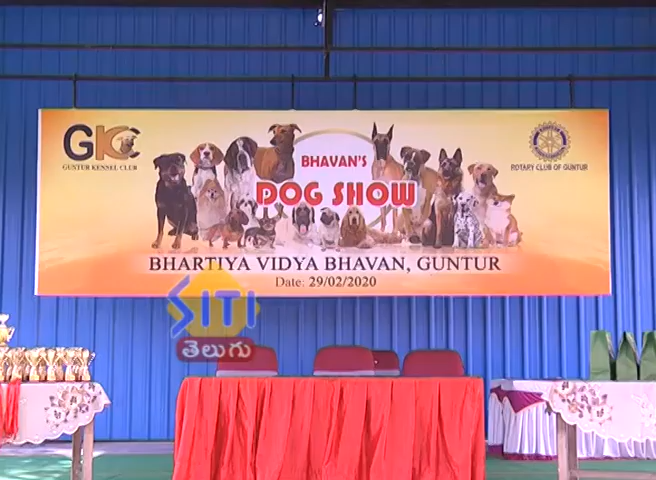 GKC
GUNTUR KENNEL CLUB
BHAVAN'S
DOG SHOW
ROTARY CLUB OF GUNTUR
BHARTIYA VIDYA BHAVAN, GUNTUR
Date: 29/02/2020
SITI
తెలుగు